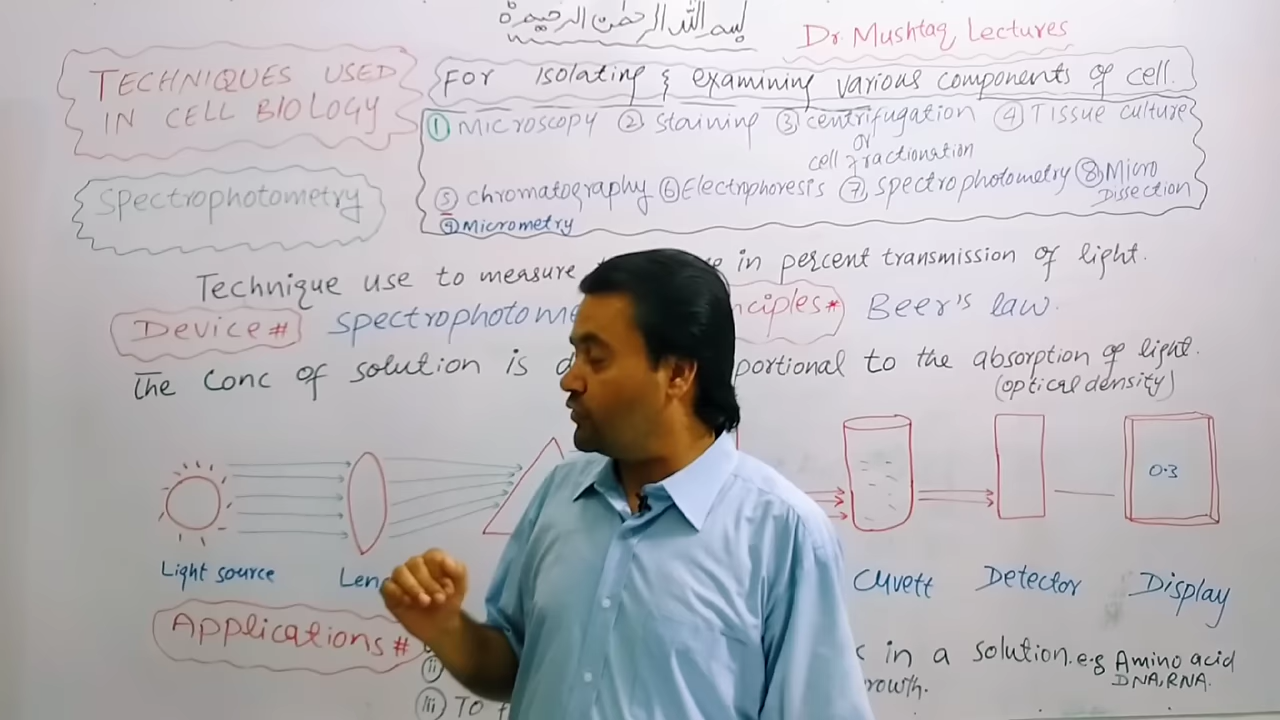 بسم الله الرحمن الرحيم
Dr. Mushtaq Lectures
TECHNIQUES USED
IN CELL BIOLOGY
For isolating & examining various components of cell.
① Microscopy ② Staining ③ centrifugation ④ Tissue culture
or
cell fractionation
⑤ chromatography ⑥ Electrophoresis ⑦ Spectrophotometry ⑧ Micro
Dissection
⑨ Micrometry
Spectrophotometry
Technique use to measure in percent transmission of light.
Device # Spectrophotome nciples * Beer's law.
The Conc of solution is d portional to the absorption of light.
(optical density)
0.3
Light source Len Cuvett Detector Display
Applications #
in a solution. e.g Amino acid
DNA, RNA.
(ii) rowth.
(iii) To